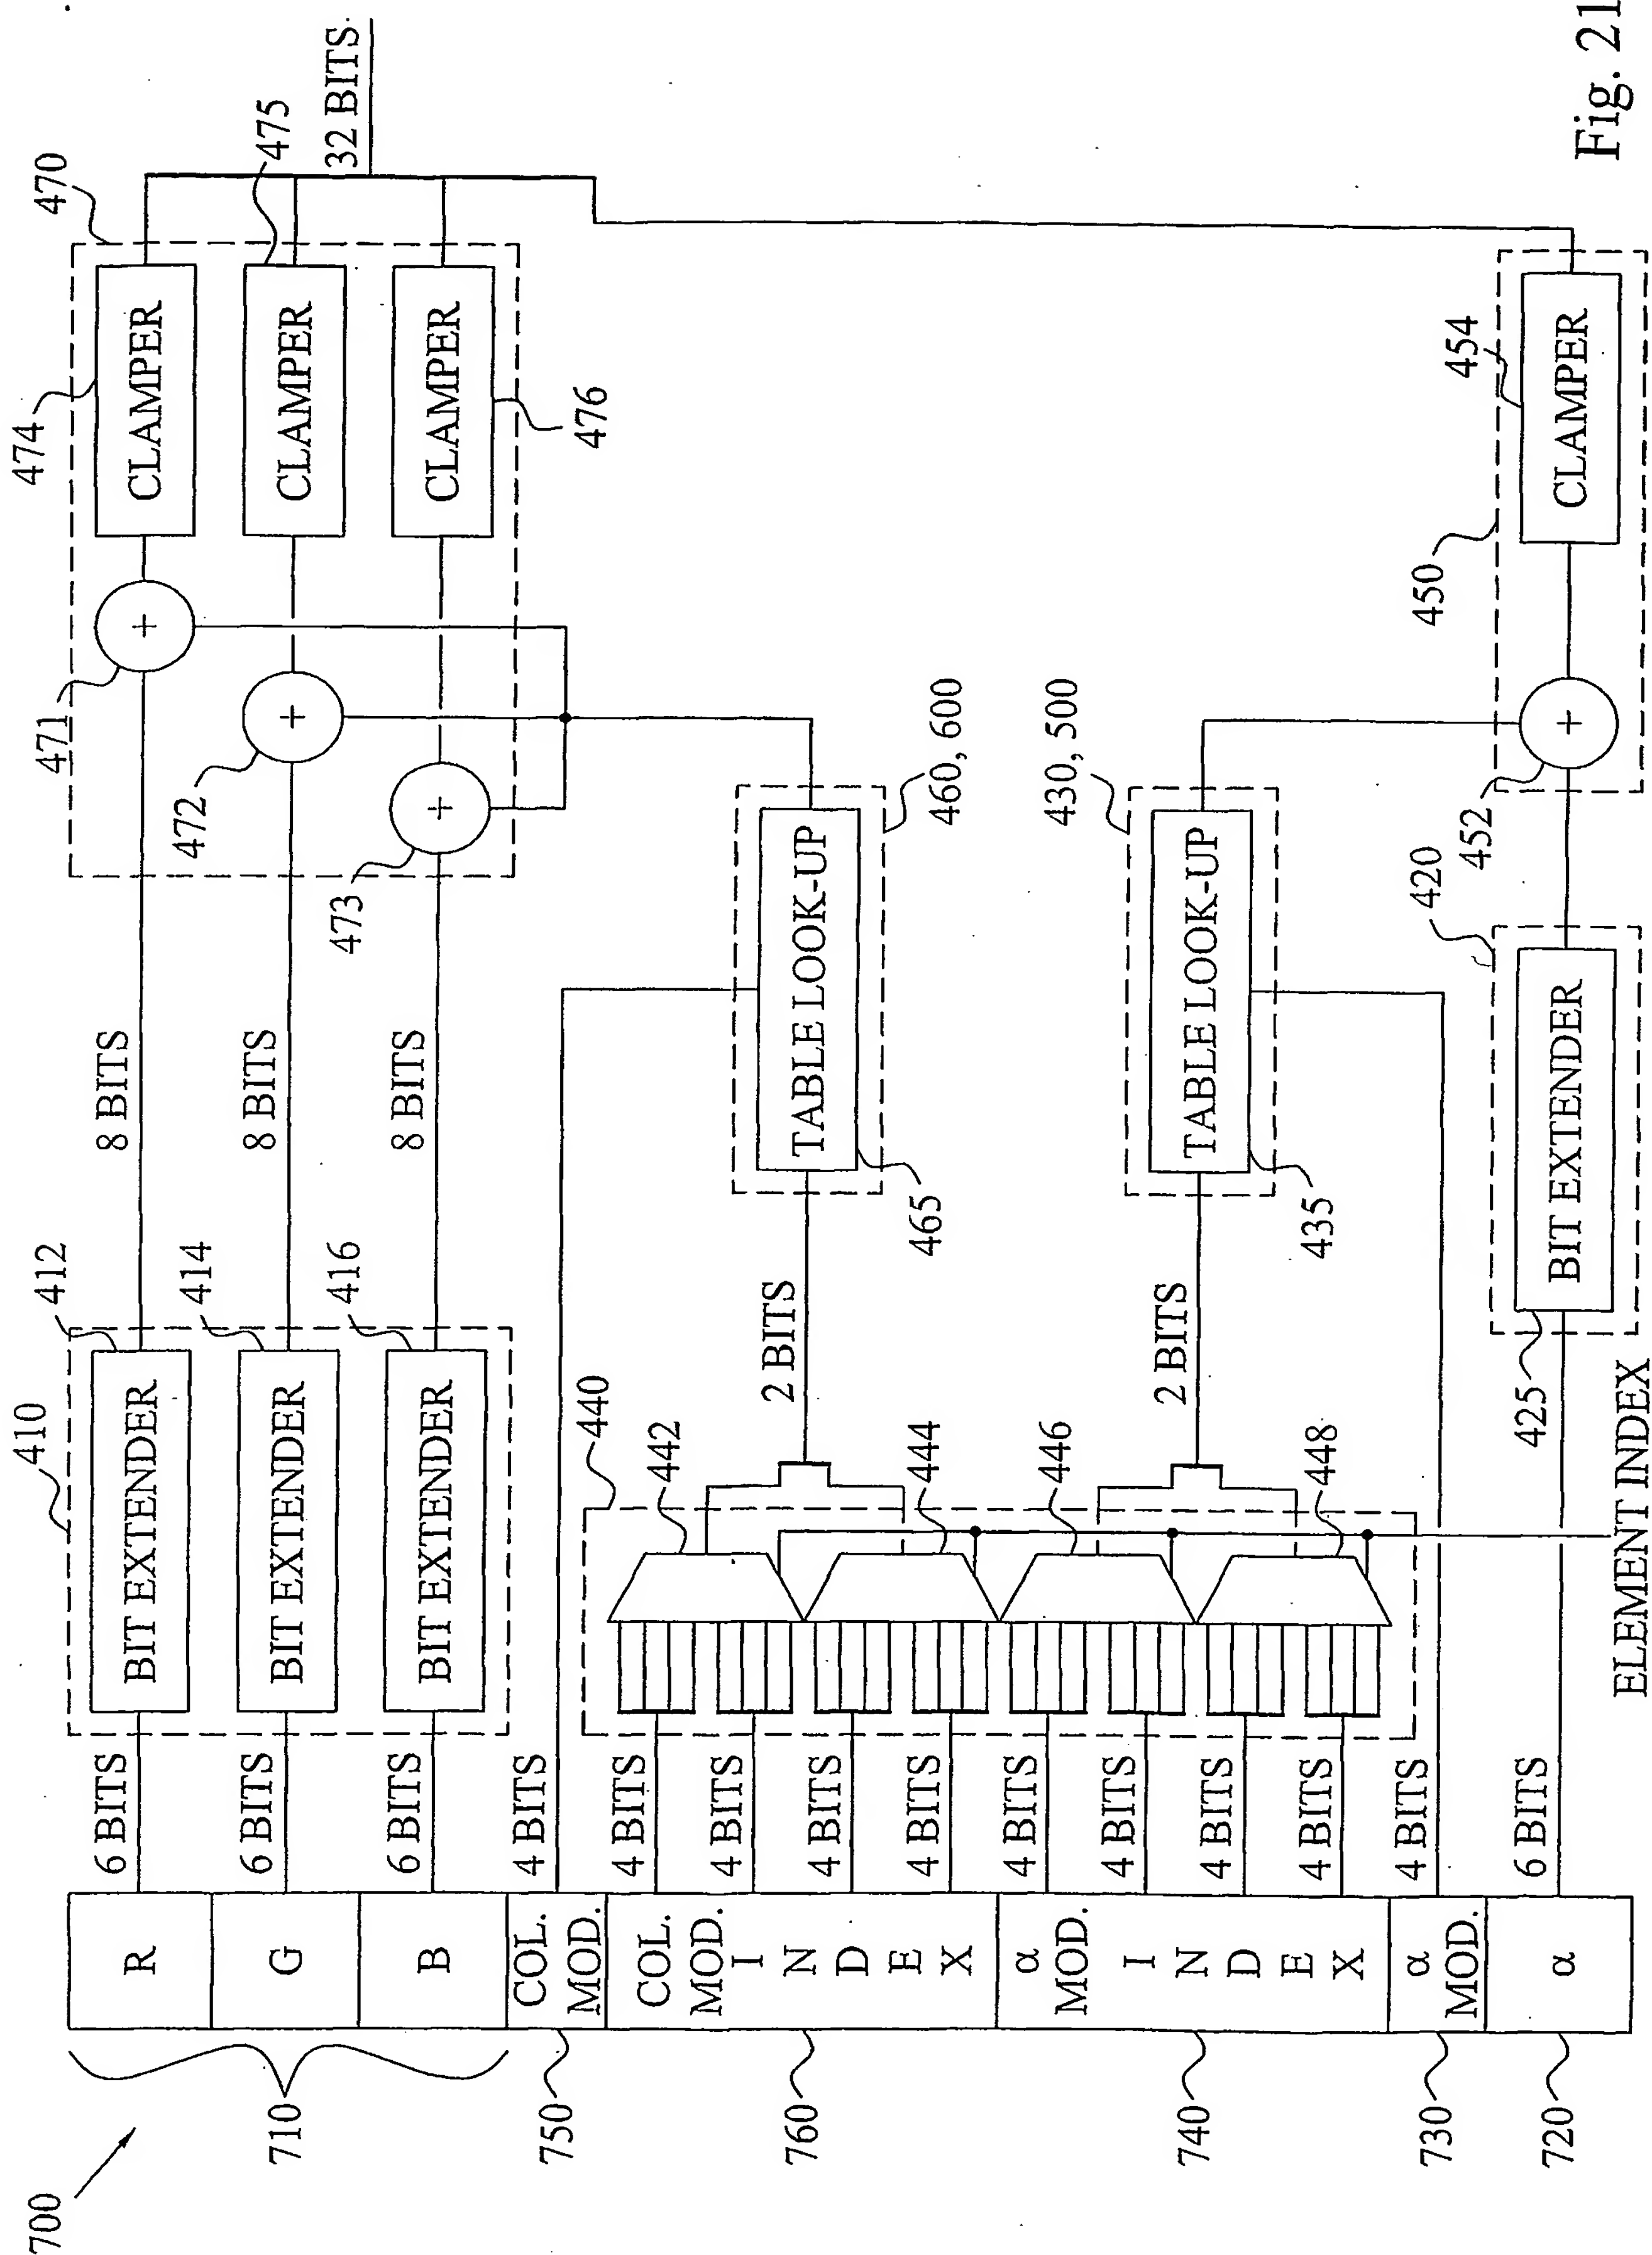 700
710
R
G
B
COL.
MOD.
750
COL.
MOD.
I
N
D
E
X
760
α
MOD.
I
N
D
E
X
740
α
MOD.
730
α
720
6 BITS
6 BITS
6 BITS
4 BITS
4 BITS
4 BITS
4 BITS
4 BITS
4 BITS
4 BITS
4 BITS
4 BITS
4 BITS
6 BITS
410
BIT EXTENDER
412
BIT EXTENDER
414
BIT EXTENDER
416
440
442
444
446
448
ELEMENT INDEX
8 BITS
8 BITS
8 BITS
2 BITS
2 BITS
TABLE LOOK-UP
465
460, 600
TABLE LOOK-UP
435
430, 500
BIT EXTENDER
425
420
471
+
472
+
473
+
470
474
CLAMPER
475
CLAMPER
476
CLAMPER
452
+
450
454
CLAMPER
32 BITS
Fig. 21